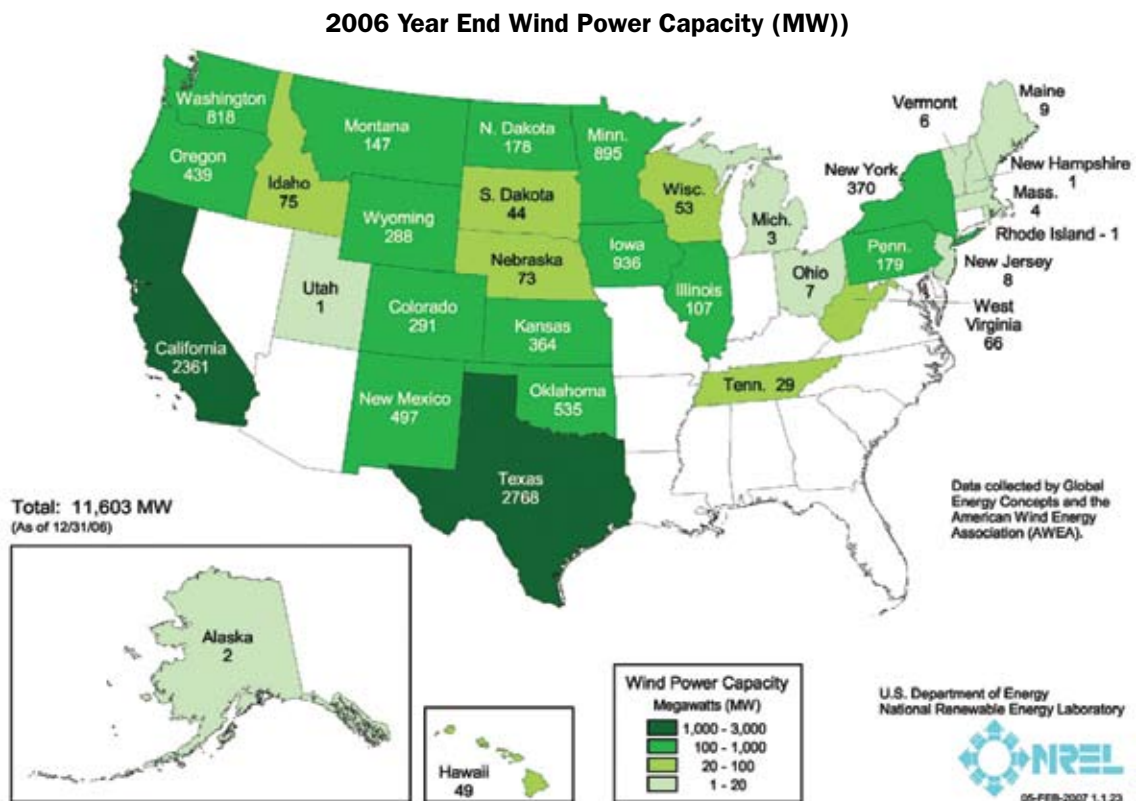 2006 Year End Wind Power Capacity (MW))
Washington
818
Oregon
439
Idaho
75
Montana
147
N. Dakota
178
Minn.
895
S. Dakota
44
Wisc.
53
Wyoming
288
Nebraska
73
Iowa
936
Mich.
3
Illinois
107
Ohio
7
Penn.
179
New York
370
Vermont
6
Maine
9
New Hampshire
1
Mass.
4
Rhode Island - 1
New Jersey
8
West
Virginia
66
Utah
1
Colorado
291
Kansas
364
California
2361
New Mexico
497
Oklahoma
535
Tenn. 29
Texas
2768
Total: 11,603 MW
(As of 12/31/06)
Data collected by Global
Energy Concepts and the
American Wind Energy
Association (AWEA).
Alaska
2
Hawaii
49
Wind Power Capacity
Megawatts (MW)
1,000 - 3,000
100 - 1,000
20 - 100
1 - 20
U.S. Department of Energy
National Renewable Energy Laboratory
NREL
05-FEB-2007 1.1.23